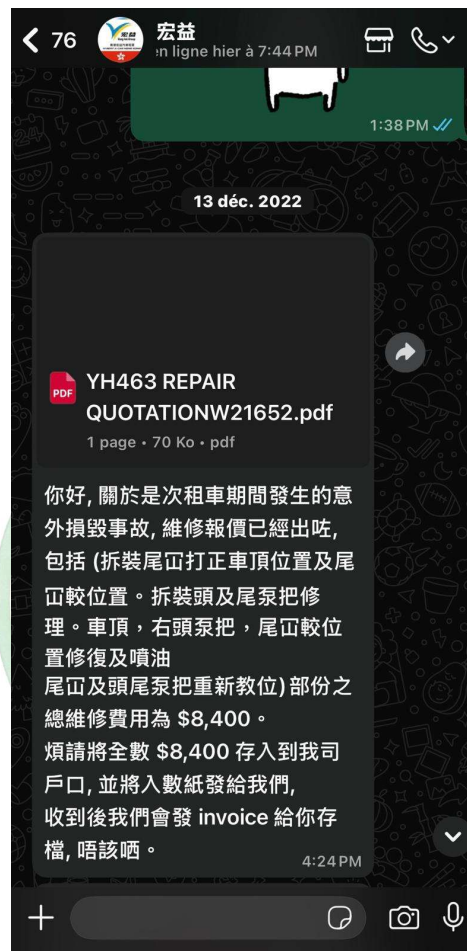 76
宏益
en ligne hier à 7:44 PM
1:38 PM
13 déc. 2022
PDF
YH463 REPAIR
QUOTATIONW21652.pdf
1 page • 70 Ko • pdf
你好, 關於是次租車期間發生的意
外損毀事故, 維修報價已經出咗,
包括 (拆裝尾冚打正車頂位置及尾
冚較位置。拆裝頭及尾泵把修
理。車頂，右頭泵把，尾冚較位
置修復及噴油
尾冚及頭尾泵把重新教位) 部份之
總維修費用為 $8,400。
煩請將全數 $8,400 存入到我司
戶口, 並將入數紙發給我們,
收到後我們會發 invoice 給你存
檔, 唔該晒。
4:24 PM